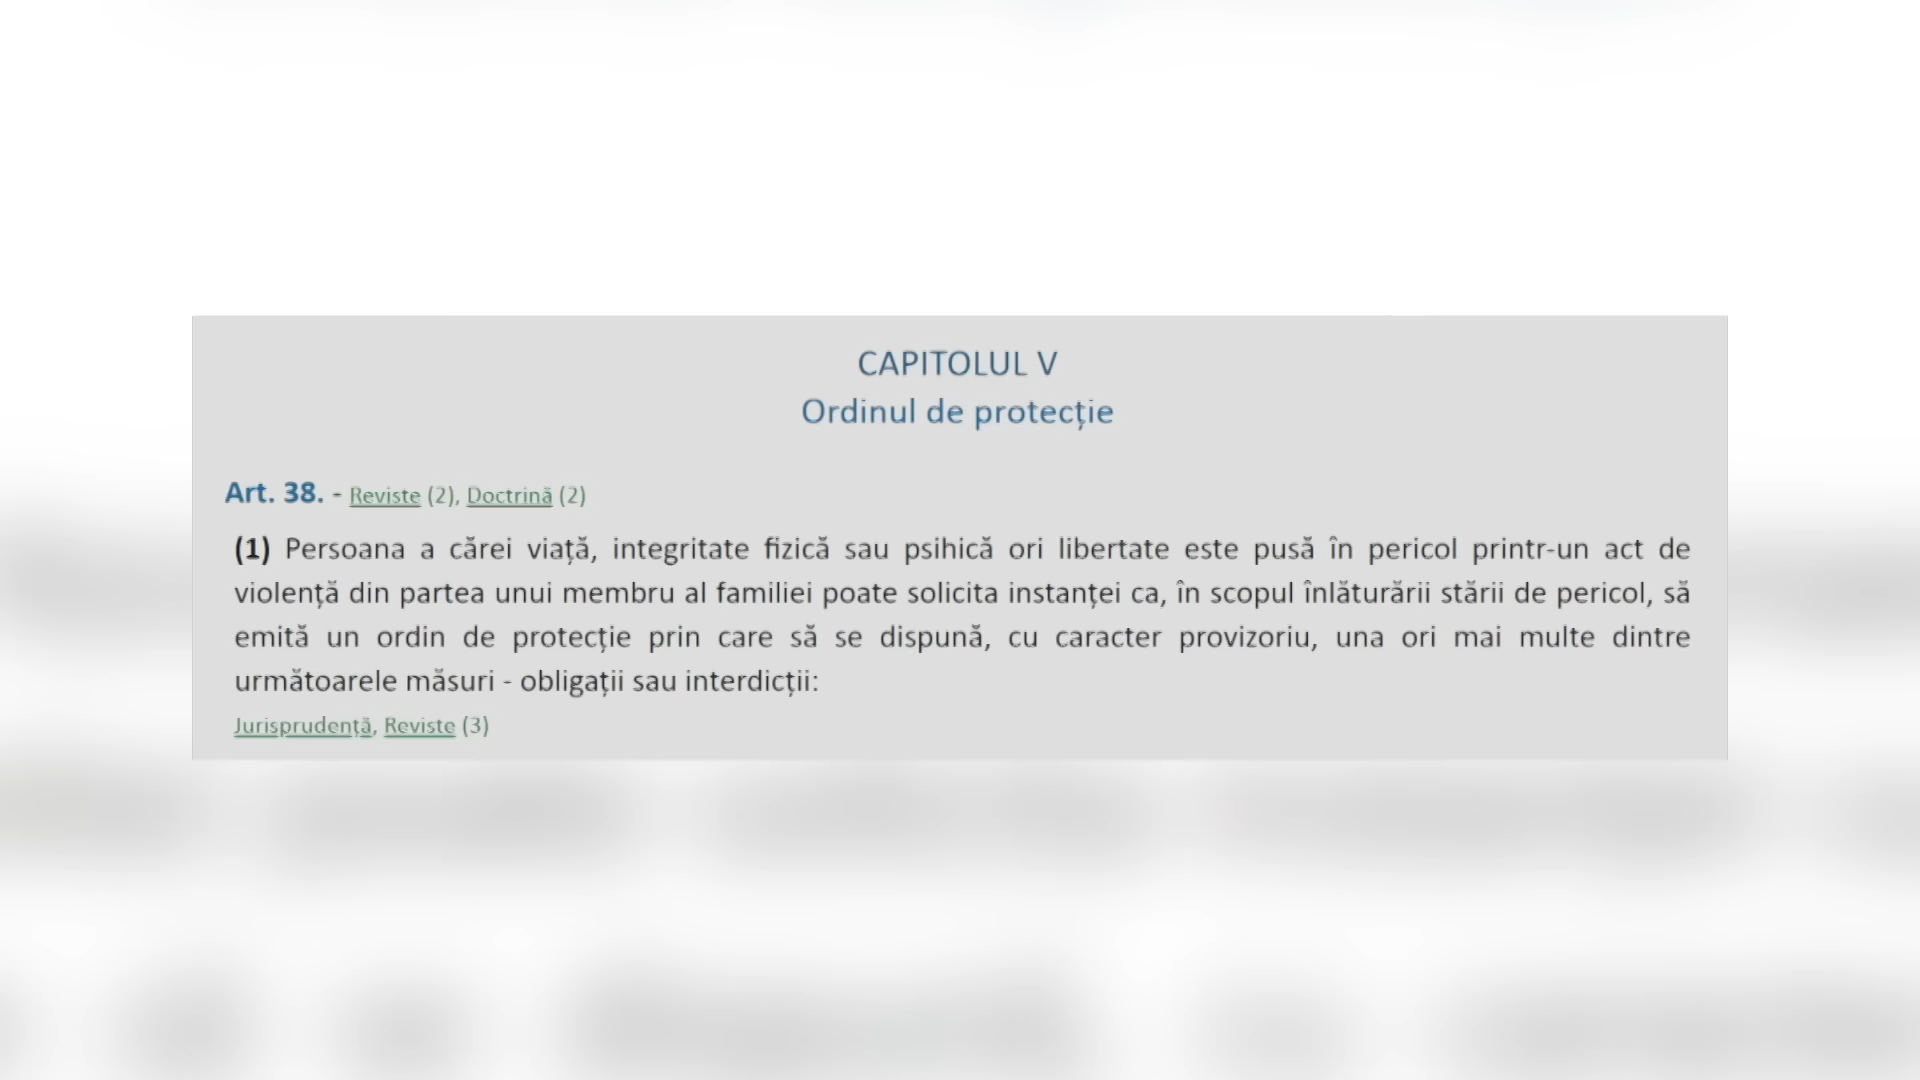 CAPITOLUL V
Ordinul de protecție
Art. 38. - Reviste (2), Doctrină (2)
(1) Persoana a cărei viață, integritate fizică sau psihică ori libertate este pusă în pericol printr-un act de
violență din partea unui membru al familiei poate solicita instanței ca, în scopul înlăturării stării de pericol, să
emită un ordin de protecție prin care să se dispună, cu caracter provizoriu, una ori mai multe dintre
următoarele măsuri - obligații sau interdicții:
Jurisprudență, Reviste (3)